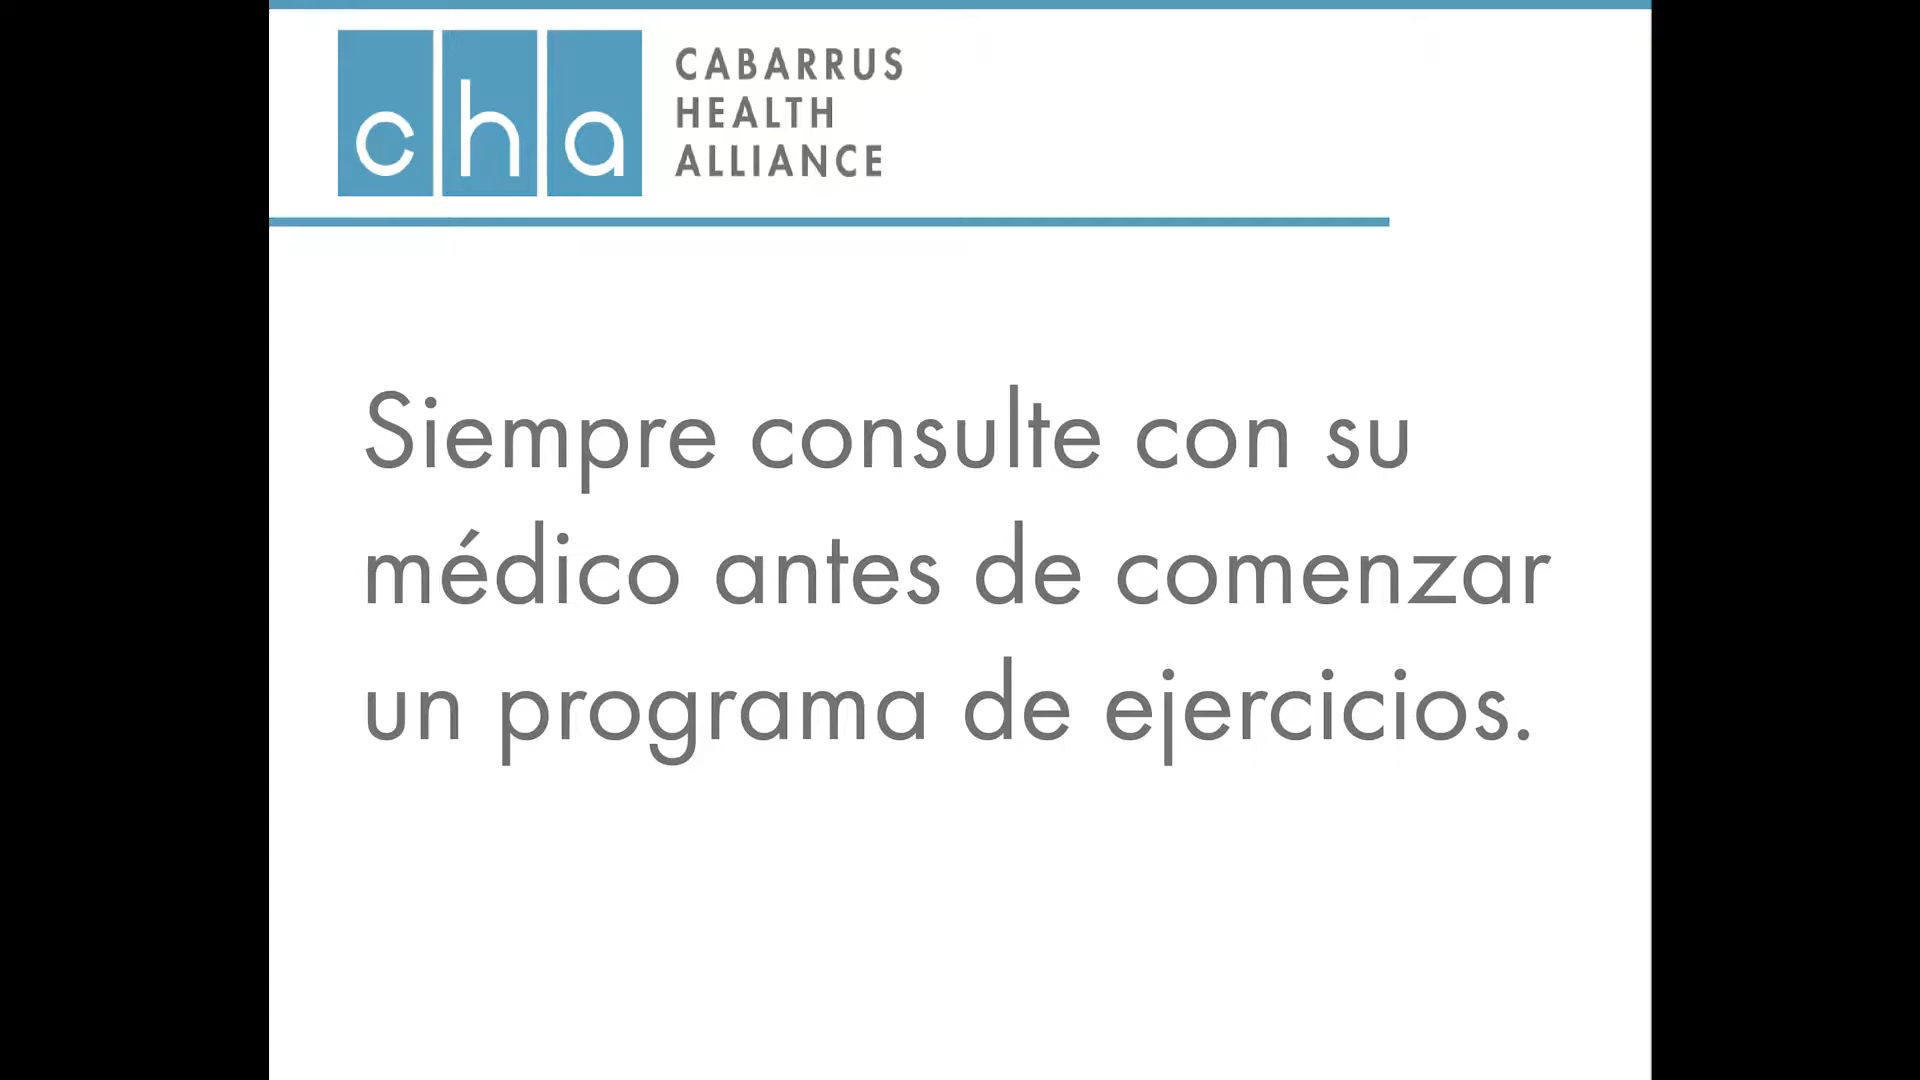 cha
CABARRUS
HEALTH
ALLIANCE
Siempre consulte con su
médico antes de comenzar
un programa de ejercicios.